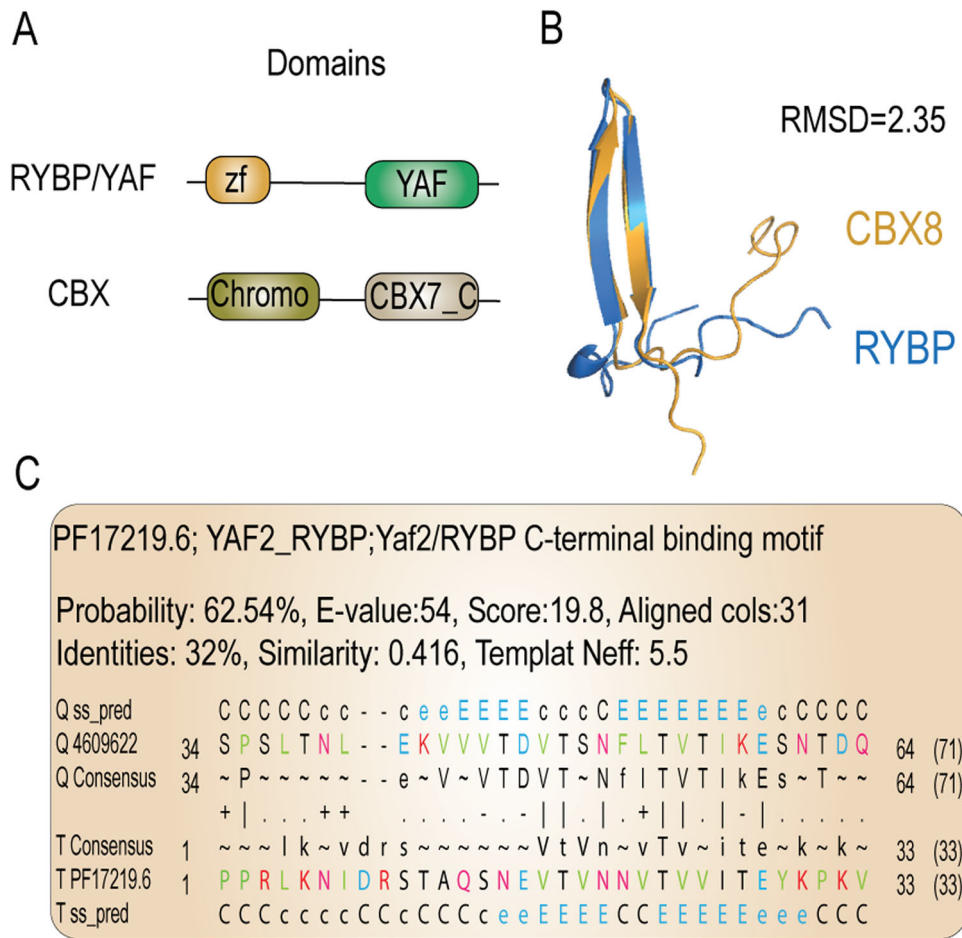 A
Domains
RYBP/YAF
zf
YAF
CBX
Chromo
CBX7_C
B
RMSD=2.35
CBX8
RYBP
C
PF17219.6; YAF2_RYBP;Yaf2/RYBP C-terminal binding motif
Probability: 62.54%, E-value:54, Score:19.8, Aligned cols:31
Identities: 32%, Similarity: 0.416, Templat Neff: 5.5
Q ss_pred C C C C C c c - - c e e E E E E c c c C E E E E E E E e c C C C C
Q 4609622 34 S P S L T N L - - E K V V V T D V T S N F L T V T I K E S N T D Q 64 (71)
Q Consensus 34 ~ P ~ ~ ~ ~ ~ - - e ~ V ~ V T D V T ~ N f l T V T I k E s ~ T ~ ~ 64 (71)
+ | . . . + + . . . . - . - | | . | . + | | . | - | . . . . .
T Consensus 1 ~ ~ ~ l k ~ v d r s ~ ~ ~ ~ ~ ~ V t V n ~ v T v ~ i t e ~ k ~ k ~ 33 (33)
T PF17219.6 1 P P R L K N I D R S T A Q S N E V T V N N V T V V I T E Y K P K V 33 (33)
T ss_pred C C C c c c c C C C C C c e e E E E E C C E E E E E e e e C C C